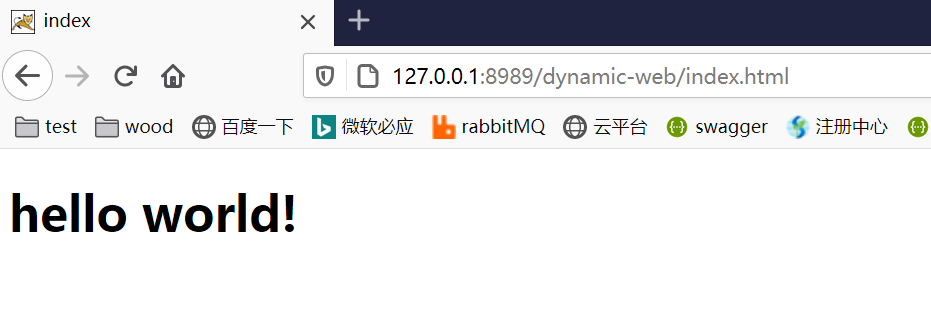 index
127.0.0.1:8989/dynamic-web/index.html
test wood 百度一下 微软必应 rabbitMQ 云平台 swagger 注册中心
hello world!